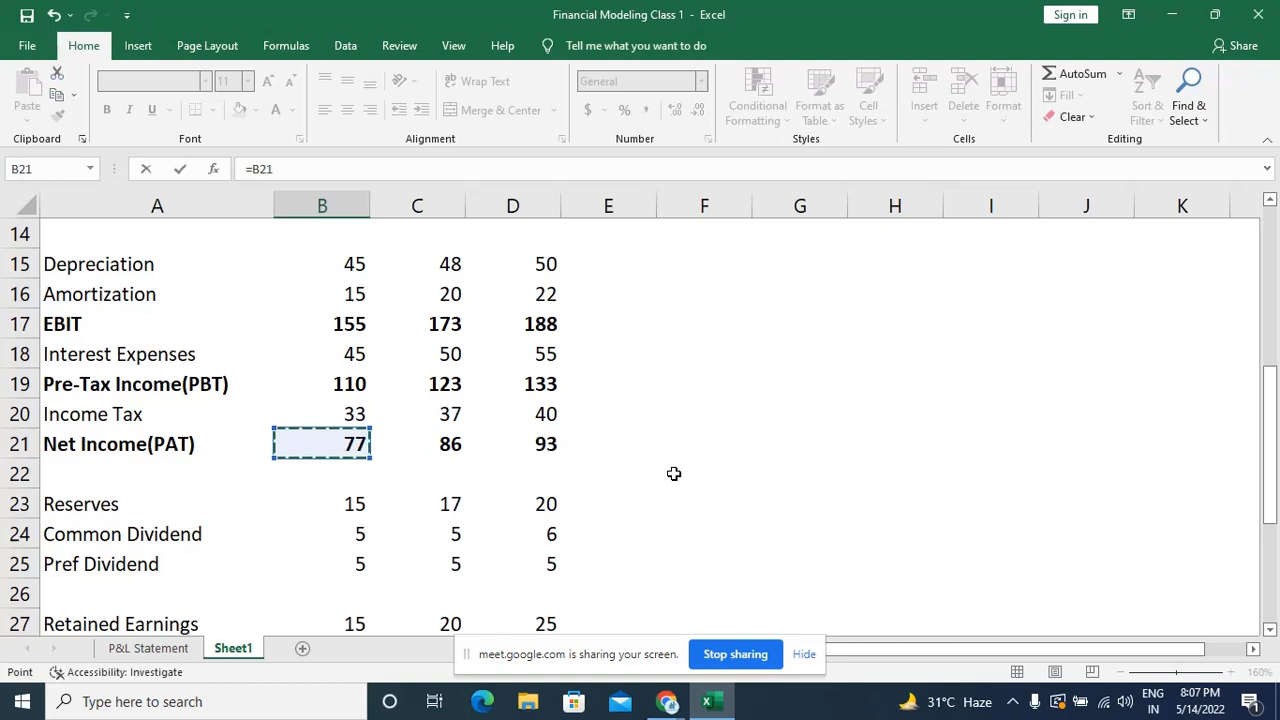 Financial Modeling Class 1 - Excel
Sign in
File Home Insert Page Layout Formulas Data Review View Help Tell me what you want to do Share
Paste
11
Wrap Text
General
Conditional Formatting
Format as Table
Cell Styles
Insert
Delete
Format
AutoSum
Fill
Clear
Sort & Filter
Find & Select
B I U
Merge & Center
$ %
Clipboard Font Alignment Number Styles Cells Editing
B21 fx =B21
A B C D E F G H I J K
14
15 Depreciation 45 48 50
16 Amortization 15 20 22
17 EBIT 155 173 188
18 Interest Expenses 45 50 55
19 Pre-Tax Income(PBT) 110 123 133
20 Income Tax 33 37 40
21 Net Income(PAT) 77 86 93
22
23 Reserves 15 17 20
24 Common Dividend 5 5 6
25 Pref Dividend 5 5 5
26
27 Retained Earnings 15 20 25
P&L Statement Sheet1
meet.google.com is sharing your screen. Stop sharing Hide
Point Accessibility: Investigate 160%
Type here to search
31°C Haze
ENG IN
8:07 PM
5/14/2022
1